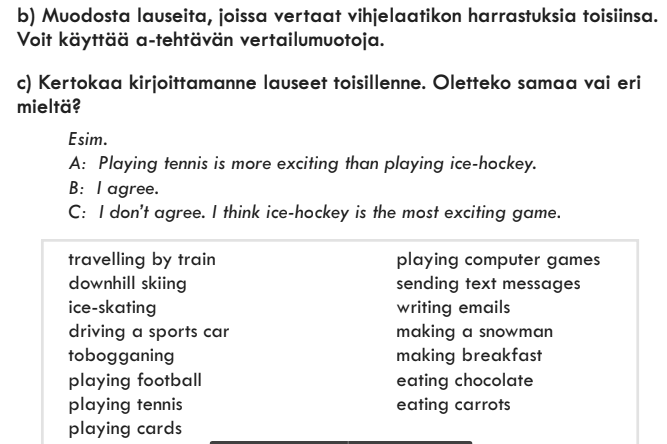 b) Muodosta lauseita, joissa vertaat vihjelaatikon harrastuksia toisiinsa.
Voit käyttää a-tehtävän vertailumuotoja.
c) Kertokaa kirjoittamanne lauseet toisillenne. Oletteko samaa vai eri
mieltä?
Esim.
A: Playing tennis is more exciting than playing ice-hockey.
B: I agree.
C: I don't agree. I think ice-hockey is the most exciting game.
travelling by train
downhill skiing
ice-skating
driving a sports car
tobogganing
playing football
playing tennis
playing cards
playing computer games
sending text messages
writing emails
making a snowman
making breakfast
eating chocolate
eating carrots